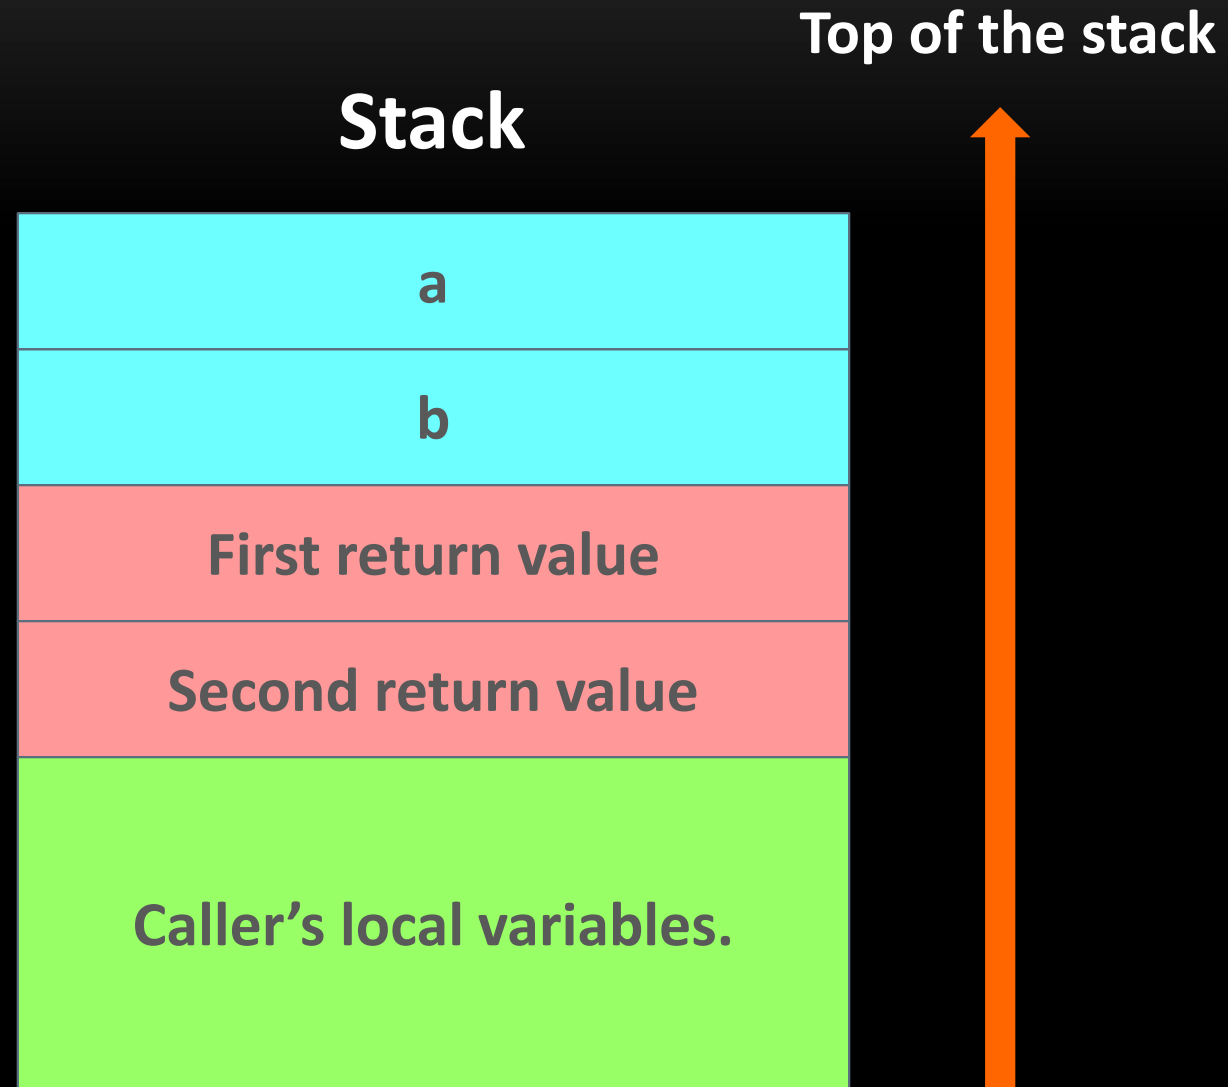 Top of the stack
Stack
a
b
First return value
Second return value
Caller’s local variables.